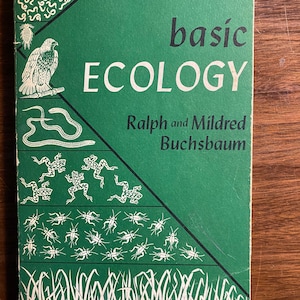 basic
ECOLOGY
Ralph and Mildred
Buchsbaum